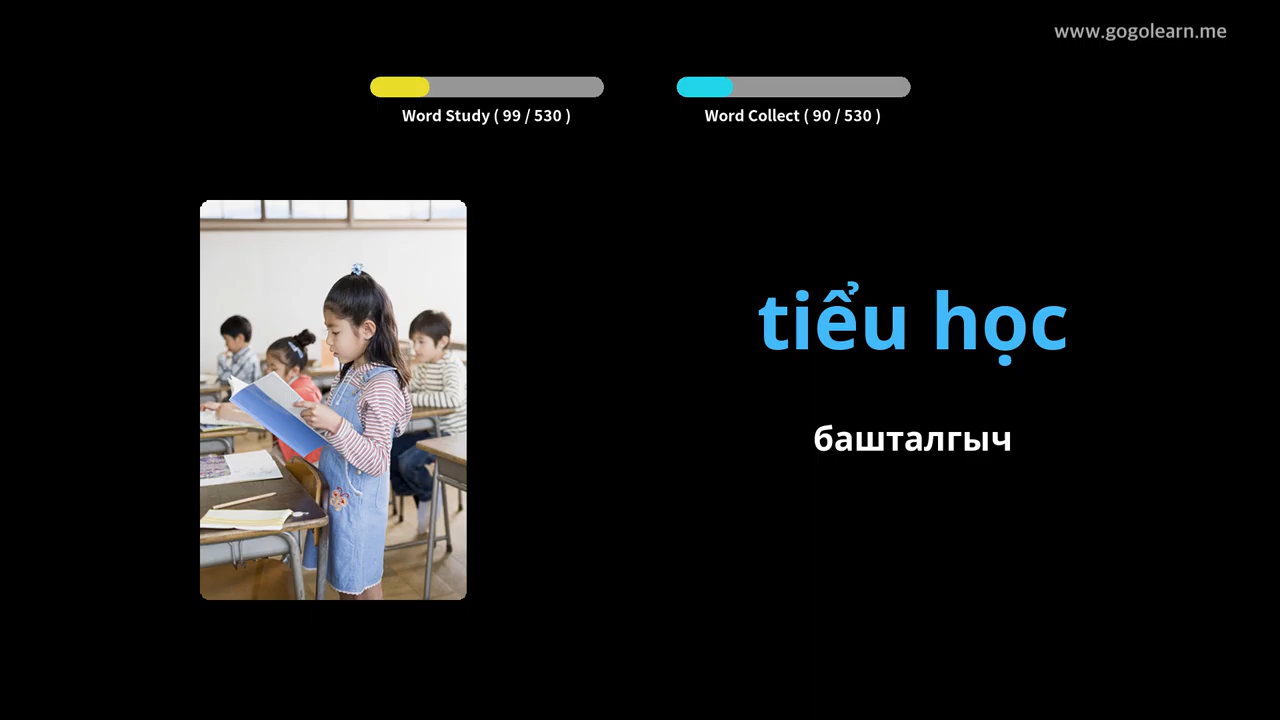 www.gogolearn.me
Word Study ( 99 / 530 )
Word Collect ( 90 / 530 )
tiểu học
башталгыч